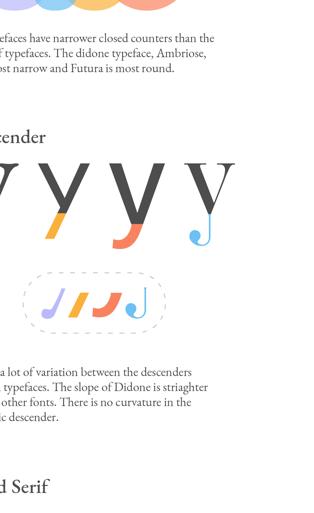 typefaces have narrower closed counters than the
f typefaces. The didone typeface, Ambriose,
ost narrow and Futura is most round.
cender
y y y y
a lot of variation between the descenders
typefaces. The slope of Didone is striaghter
other fonts. There is no curvature in the
ic descender.
d Serif